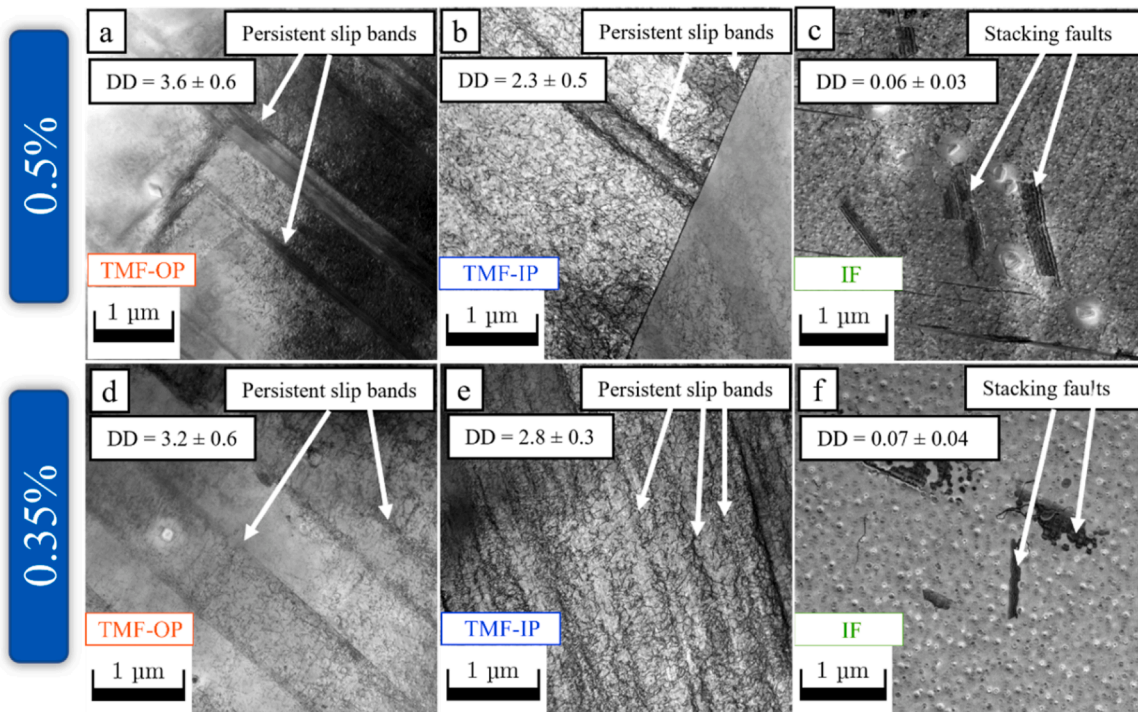 0.5%
a
Persistent slip bands
DD = 3.6 ± 0.6
TMF-OP
1 µm
b
Persistent slip bands
DD = 2.3 ± 0.5
TMF-IP
1 µm
c
Stacking faults
DD = 0.06 ± 0.03
IF
1 µm
0.35%
d
Persistent slip bands
DD = 3.2 ± 0.6
TMF-OP
1 µm
e
Persistent slip bands
DD = 2.8 ± 0.3
TMF-IP
1 µm
f
Stacking faults
DD = 0.07 ± 0.04
IF
1 µm